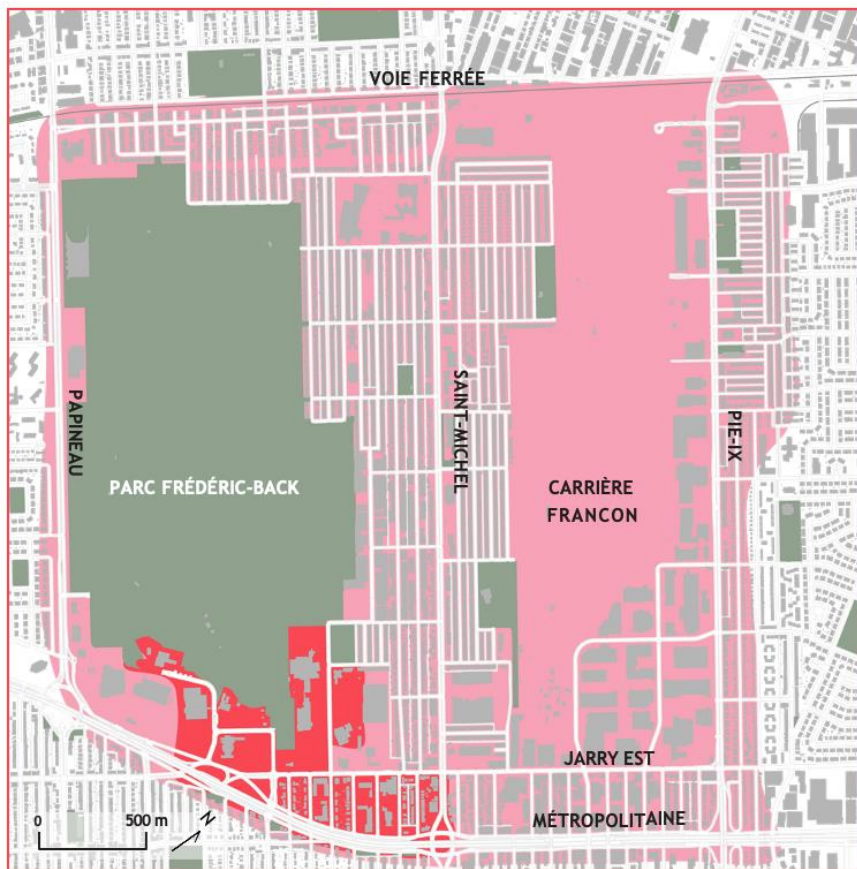 VOIE FERRÉE
PAPINEAU
SAINT-MICHEL
PIE-IX
PARC FRÉDÉRIC-BACK
CARRIÈRE
FRANCON
JARRY EST
MÉTROPOLITAINE
0 500 m
N